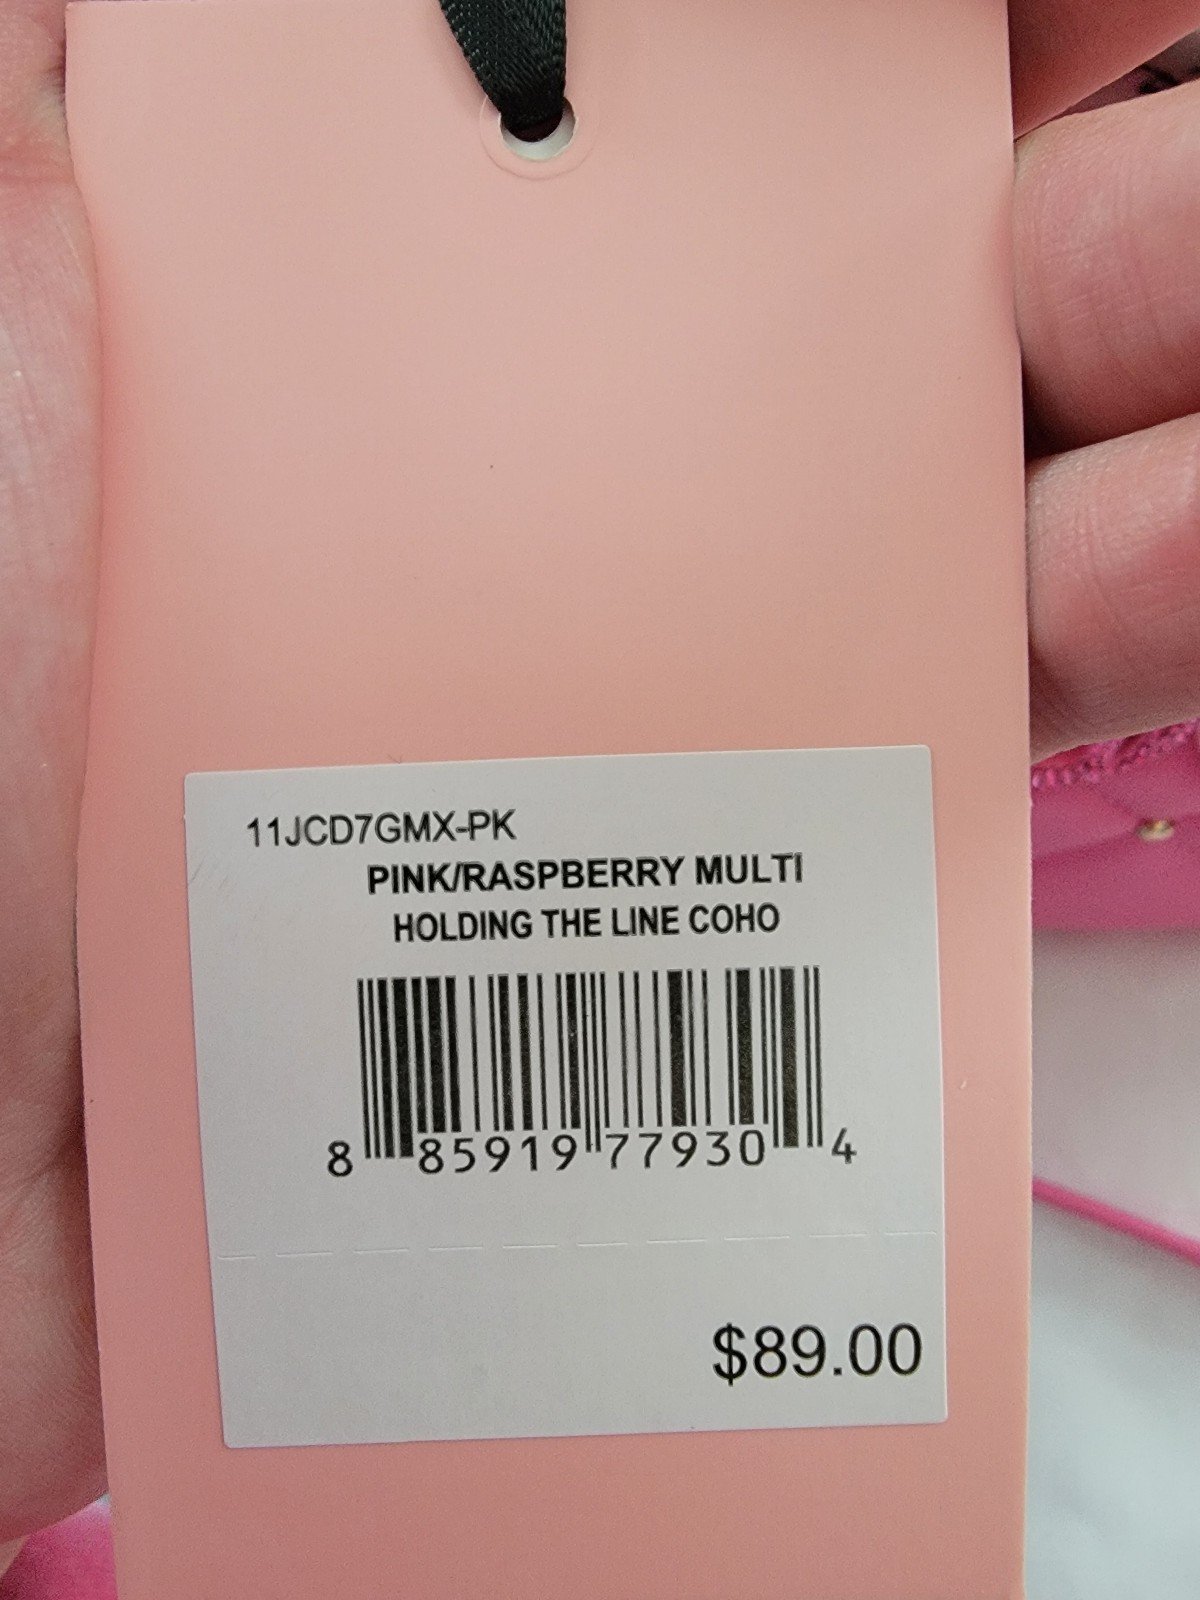 11JCD7GMX-PK
PINK/RASPBERRY MULTI
HOLDING THE LINE COHO
8 85919 77930 4
$89.00